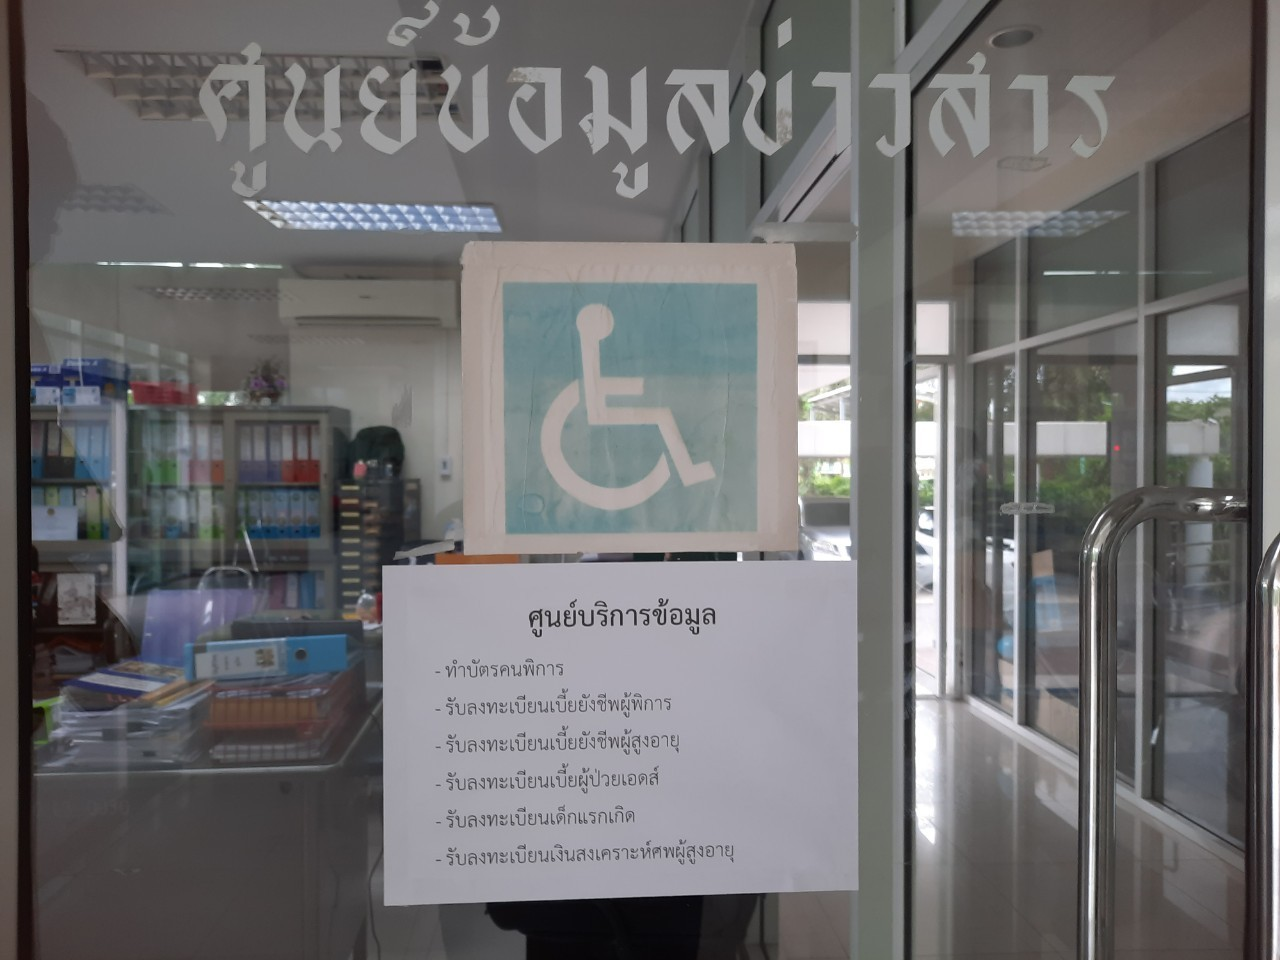 ศูนย์ข้อมูลข่าวสาร
ศูนย์บริการข้อมูล
- ทำบัตรคนพิการ
- รับลงทะเบียนเบี้ยยังชีพผู้พิการ
- รับลงทะเบียนเบี้ยยังชีพผู้สูงอายุ
- รับลงทะเบียนเบี้ยผู้ป่วยเอดส์
- รับลงทะเบียนเด็กแรกเกิด
- รับลงทะเบียนเงินสงเคราะห์ศพผู้สูงอายุ